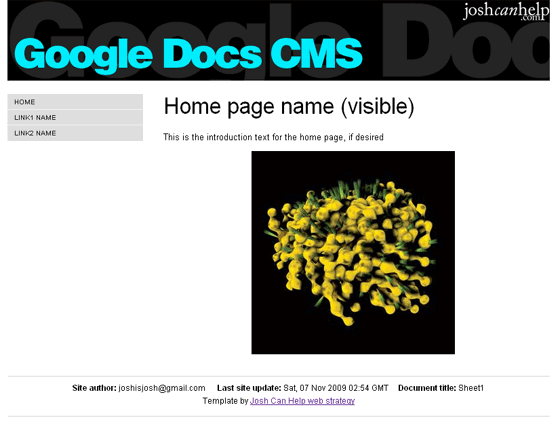 joshcanhelp
.com
Google Doc
Google Docs CMS
HOME
LINK1 NAME
LINK2 NAME
Home page name (visible)
This is the introduction text for the home page, if desired
Site author: joshisjosh@gmail.com Last site update: Sat, 07 Nov 2009 02:54 GMT Document title: Sheet1
Template by Josh Can Help web strategy